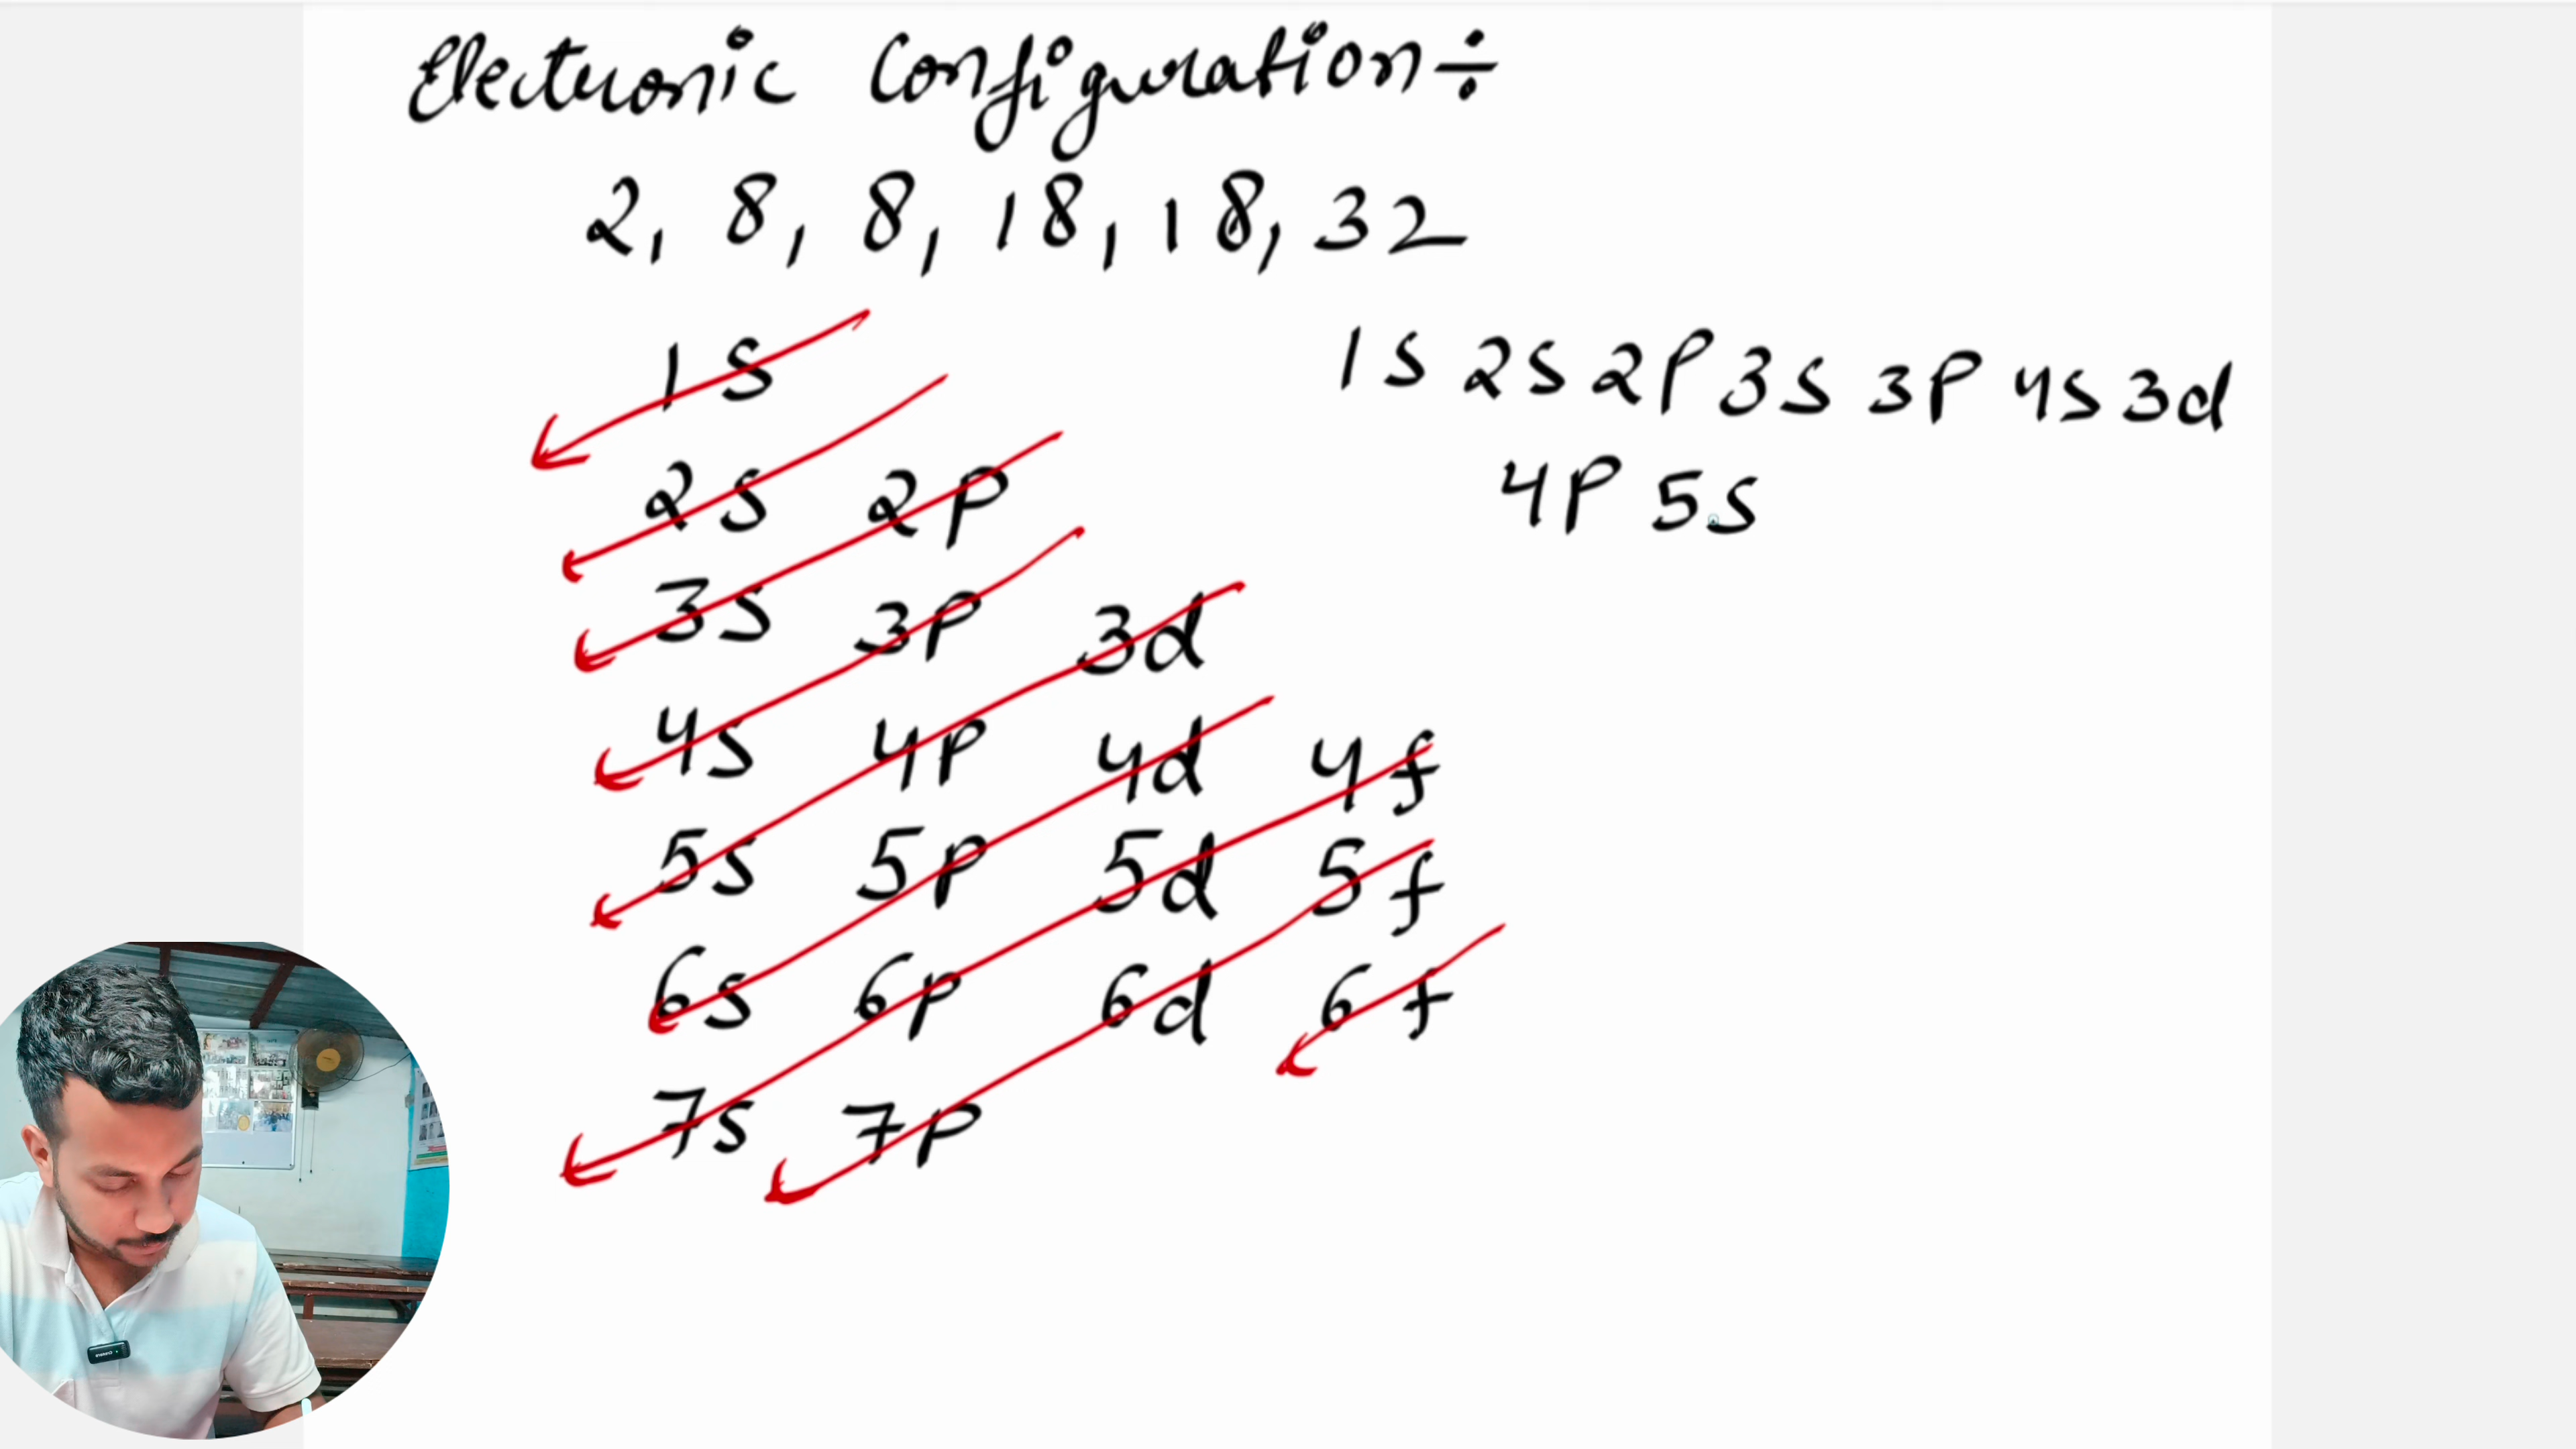 Electronic Configuration ÷
2, 8, 8, 18, 18, 32
1s
2s 2p
3s 3p 3d
4s 4p 4d 4f
5s 5p 5d 5f
6s 6p 6d 6f
7s 7p
1s 2s 2p 3s 3p 4s 3d
4p 5s